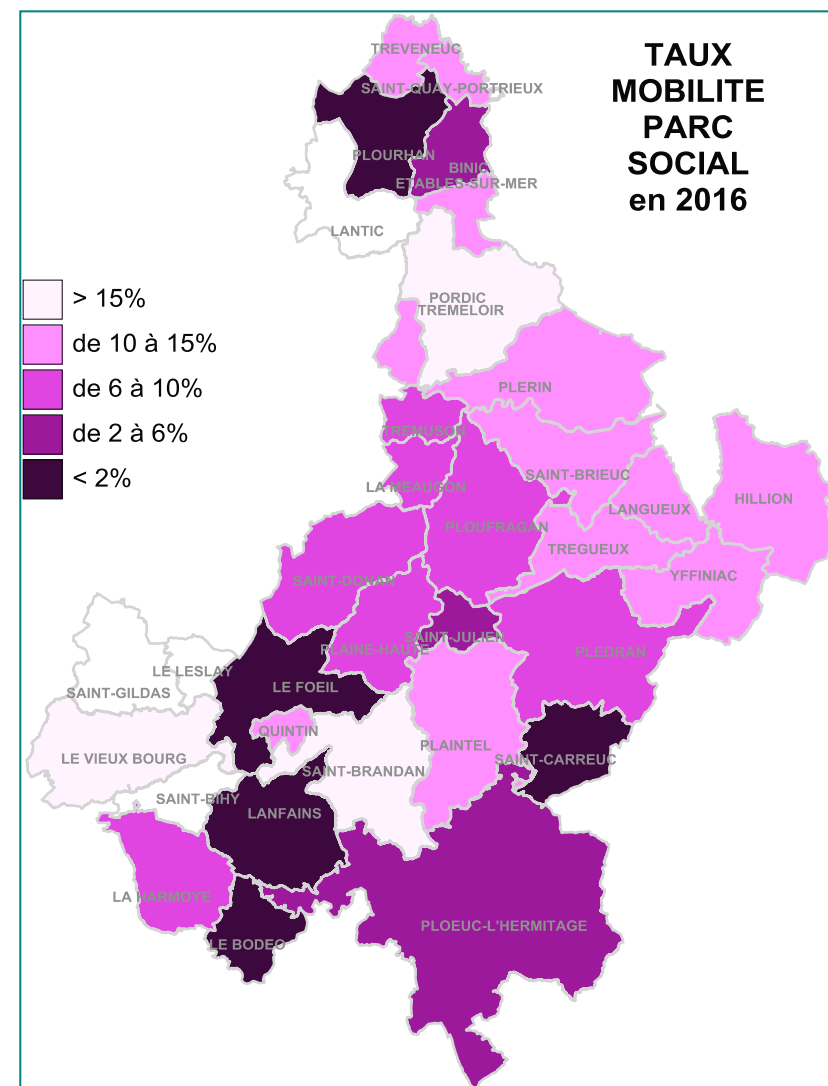 TAUX
MOBILITE
PARC
SOCIAL
en 2016
TREVENEUC
SAINT-QUAY-PORTRIEUX
PLOURHAN
BINIC
ETABLES-SUR-MER
LANTIC
> 15%
de 10 à 15%
de 6 à 10%
de 2 à 6%
< 2%
PORDIC
TREMELOIR
PLERIN
TREMUSON
SAINT-BRIEUC
LA MEAUGON
HILLION
LANGUEUX
PLOUFRAGAN
TREGUEUX
YFFINIAC
SAINT-DONAN
SAINT-JULIEN
PLAINE-HAUTE
PLEDRAN
LE LESLAY
LE FOEIL
SAINT-GILDAS
QUINTIN
PLAINTEL
LE VIEUX BOURG
SAINT-CARREUC
SAINT-BRANDAN
SAINT-BIHY
LANFAINS
LA HARMOYE
PLOEUC-L'HERMITAGE
LE BODEO